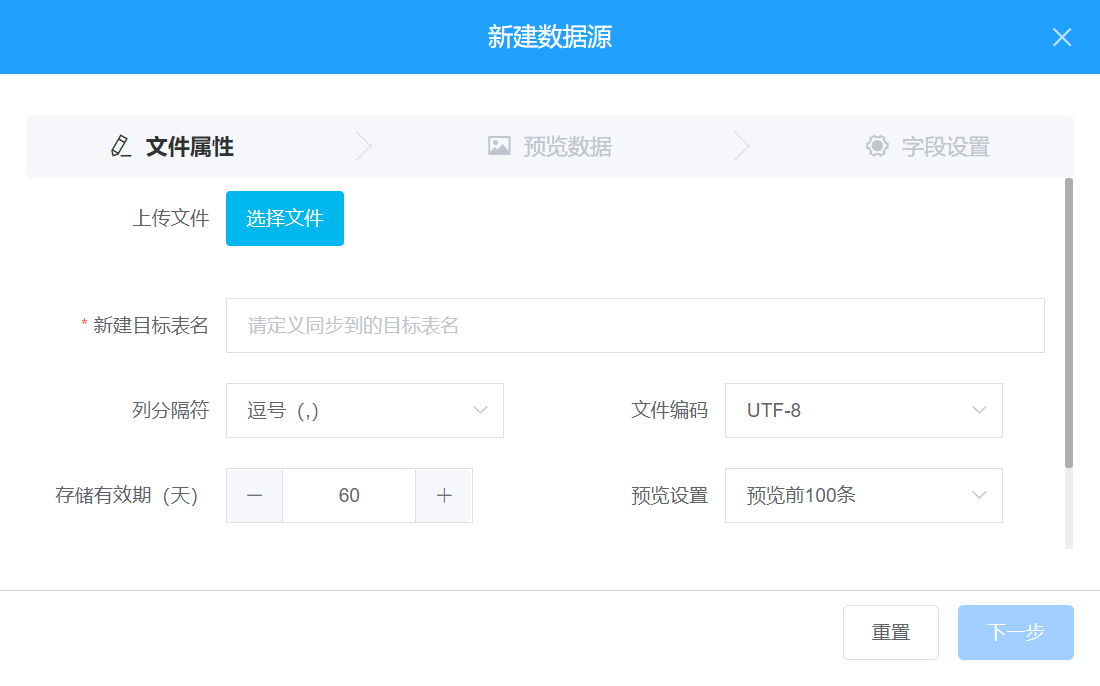 新建数据源
文件属性 预览数据 字段设置
上传文件 选择文件
* 新建目标表名 请定义同步到的目标表名
列分隔符 逗号（,） 文件编码 UTF-8
存储有效期（天） 60 预览设置 预览前100条
重置 下一步